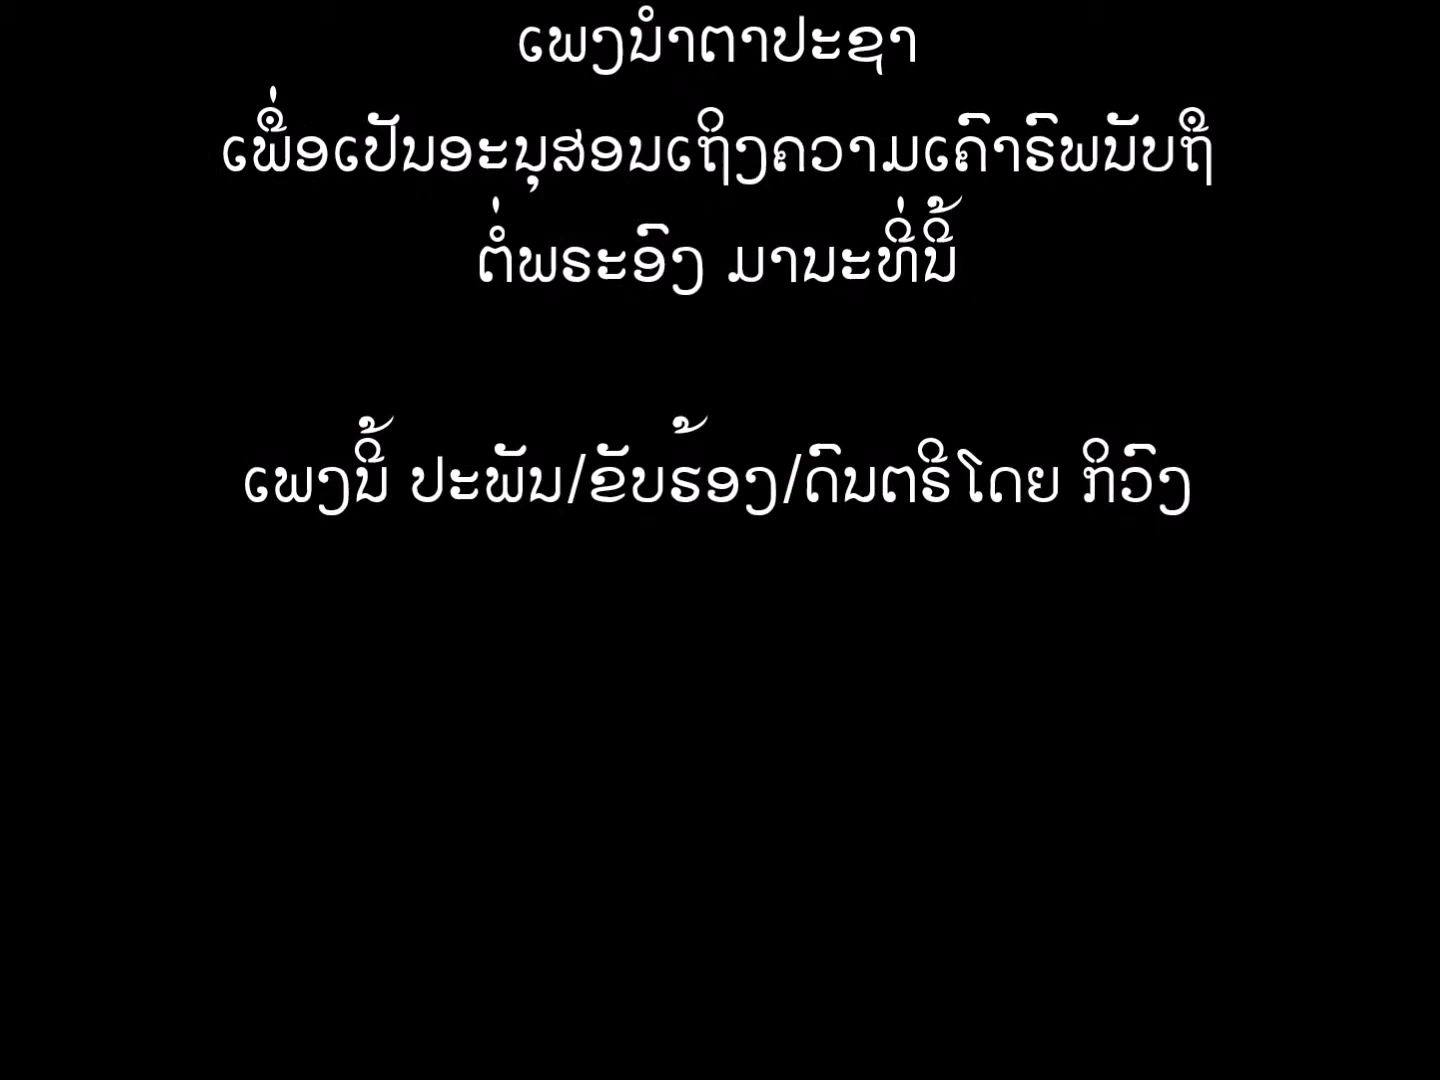 ເພງນໍາຕາປະຊາ
ເພື່ອເປັນອະນຸສອນເຖິງຄວາມເຄົາຣົພນັບຖື
ຕໍ່ພຣະອົງ ມານະທີ່ນີ້
ເພງນີ້ ປະພັນ/ຂັບຮ້ອງ/ດົນຕຣີໂດຍ ກິວົງ